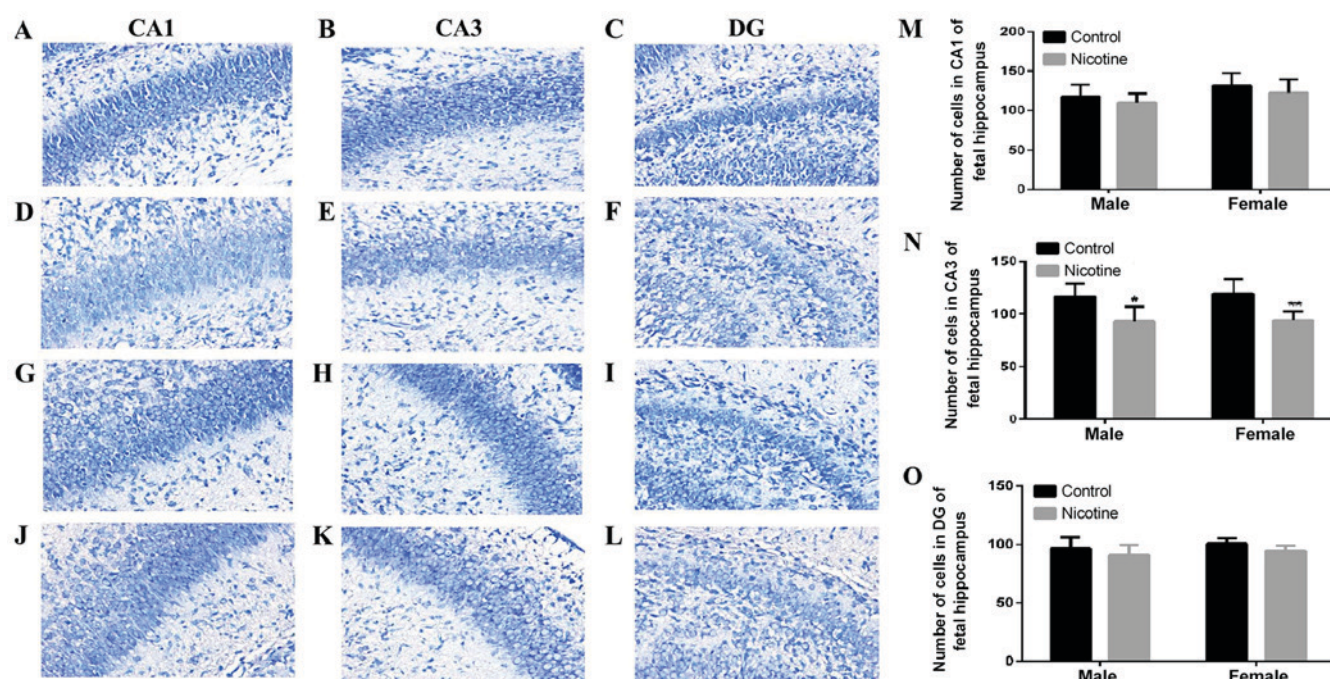 A CA1
B CA3
C DG
D
E
F
G
H
I
J
K
L
M
Number of cells in CA1 of
fetal hippocampus
200
150
100
50
0
Control
Nicotine
Male Female
N
Number of cels in CA3 of
fetal hippocampus
150
100
50
0
Control
Nicotine
*
**
Male Female
O
Number of cells in DG of
fetal hippocampus
150
100
50
0
Control
Nicotine
Male Female